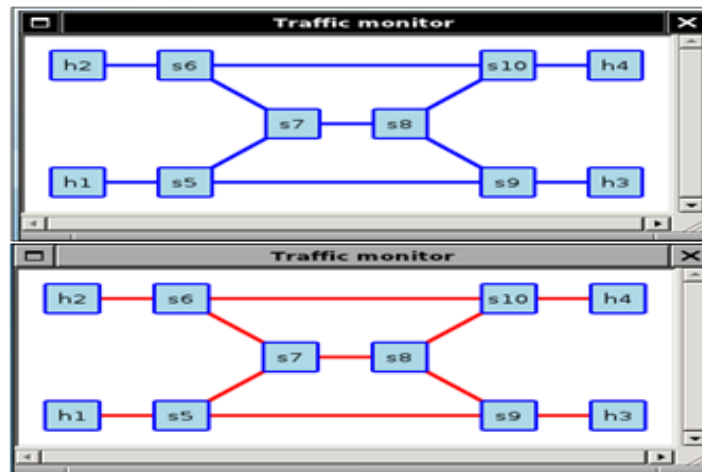 Traffic monitor
h2 s6 s10 h4
s7 s8
h1 s5 s9 h3
Traffic monitor
h2 s6 s10 h4
s7 s8
h1 s5 s9 h3